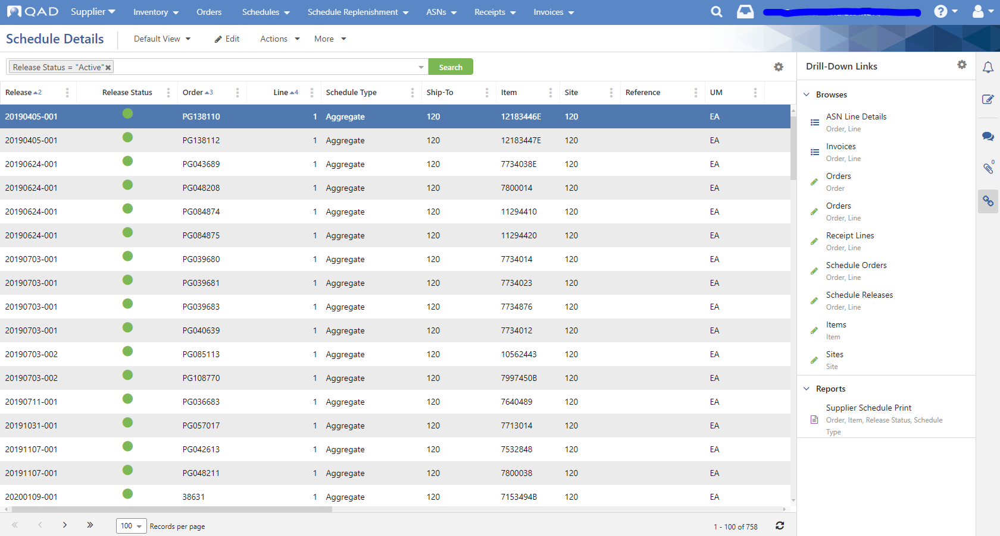 QAD Supplier Inventory Orders Schedules Schedule Replenishment ASNs Receipts Invoices
Schedule Details Default View Edit Actions More
Release Status = "Active" Search
Release 2 Release Status Order 3 Line 4 Schedule Type Ship-To Item Site Reference UM
20190405-001 PG138110 1 Aggregate 120 12183446E 120 EA
20190405-001 PG138112 1 Aggregate 120 12183447E 120 EA
20190624-001 PG043689 1 Aggregate 120 7734038E 120 EA
20190624-001 PG048208 1 Aggregate 120 7800014 120 EA
20190624-001 PG084874 1 Aggregate 120 11294410 120 EA
20190624-001 PG084875 1 Aggregate 120 11294420 120 EA
20190703-001 PG039680 1 Aggregate 120 7734014 120 EA
20190703-001 PG039681 1 Aggregate 120 7734023 120 EA
20190703-001 PG039683 1 Aggregate 120 7734876 120 EA
20190703-001 PG040639 1 Aggregate 120 7734012 120 EA
20190703-002 PG085113 1 Aggregate 120 10562443 120 EA
20190703-002 PG108770 1 Aggregate 120 7997450B 120 EA
20190711-001 PG036683 1 Aggregate 120 7640489 120 EA
20191031-001 PG057017 1 Aggregate 120 7713014 120 EA
20191107-001 PG042613 1 Aggregate 120 7532848 120 EA
20191107-001 PG048211 1 Aggregate 120 7800038 120 EA
20200109-001 38631 1 Aggregate 120 7153494B 120 EA
100 Records per page 1 - 100 of 758
Drill-Down Links
Browses
ASN Line Details
Order, Line
Invoices
Order, Line
Orders
Order
Orders
Order, Line
Receipt Lines
Order, Line
Schedule Orders
Order, Line
Schedule Releases
Order, Line
Items
Item
Sites
Site
Reports
Supplier Schedule Print
Order, Item, Release Status, Schedule
Type
0